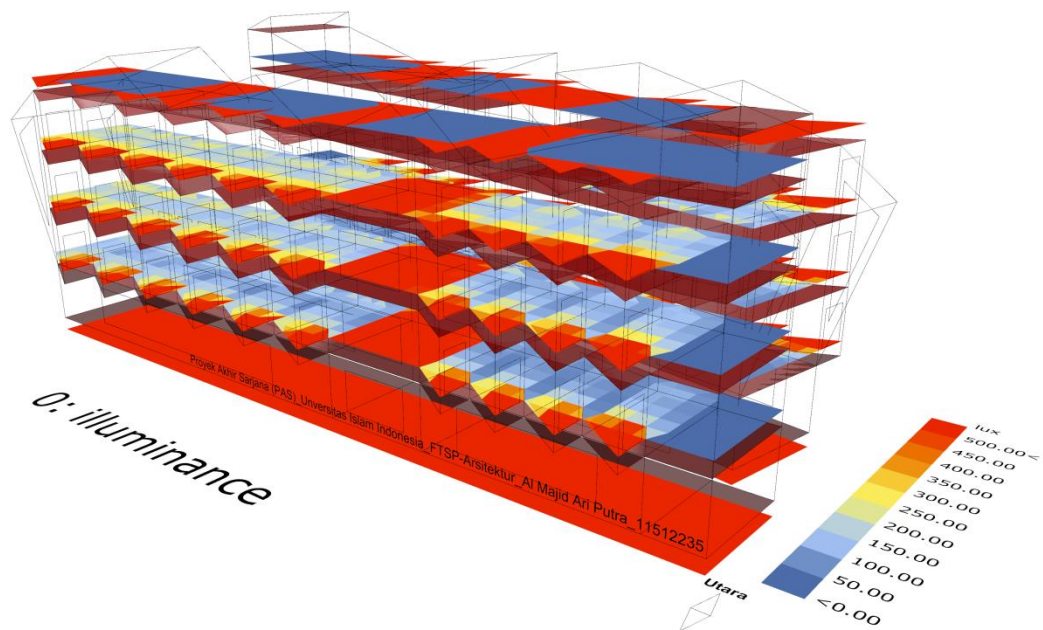 Proyek Akhir Sarjana (PAS)_Unversitas Islam Indonesia_FTSP-Arsitektur_Al Majid Ari Putra_11512235
0: illuminance
Utara
lux
500.00<
450.00
400.00
350.00
300.00
250.00
200.00
150.00
100.00
50.00
<0.00